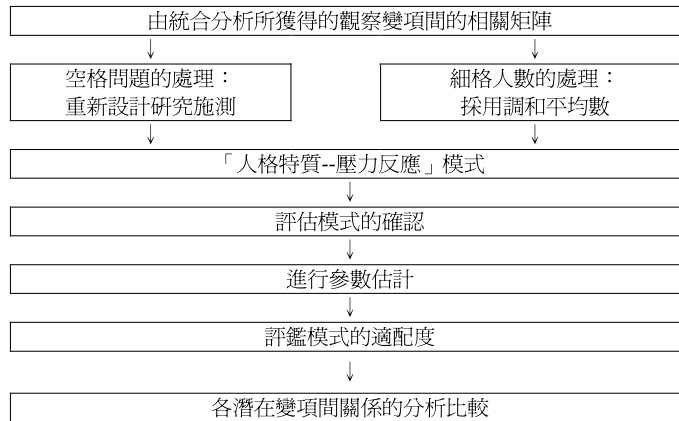 由統合分析所獲得的觀察變項間的相關矩陣
空格問題的處理：
重新設計研究施測
細格人數的處理：
採用調和平均數
「人格特質--壓力反應」模式
評估模式的確認
進行參數估計
評鑑模式的適配度
各潛在變項間關係的分析比較